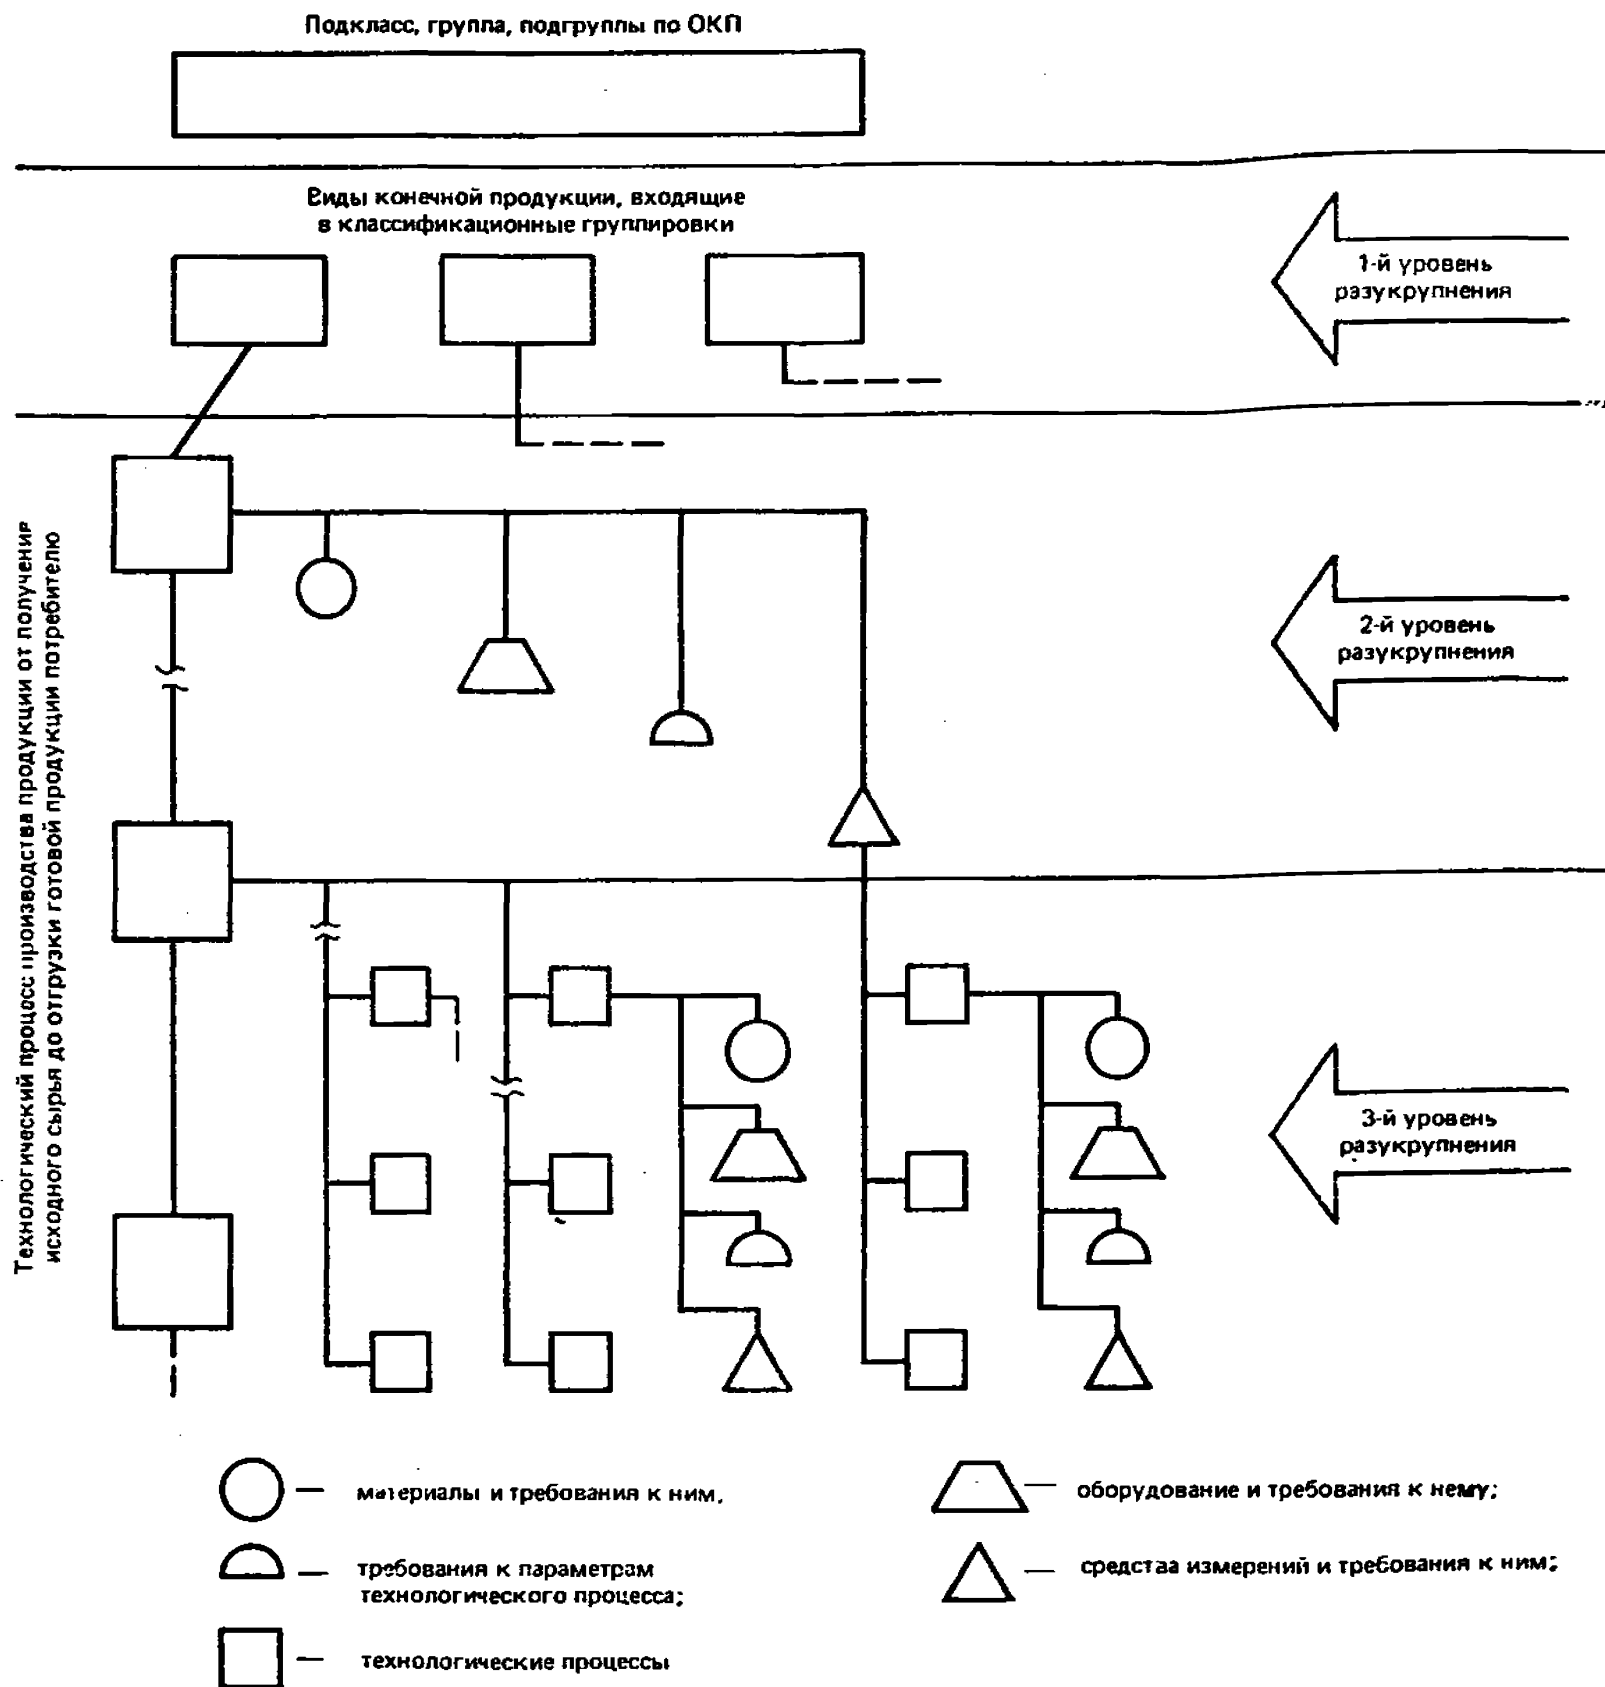 Подкласс, группа, подгруппы по ОКП
Виды конечной продукции, входящие
в классификационные группировки
1-й уровень
разукрупнения
2-й уровень
разукрупнения
Технологический процесс производства продукции от получения
исходного сырья до отгрузки готовой продукции потребителю
3-й уровень
разукрупнения
— материалы и требования к ним.
— оборудование и требования к нему;
— требования к параметрам
технологического процесса;
— средстаа измерений и требования к ним;
— технологические процессы